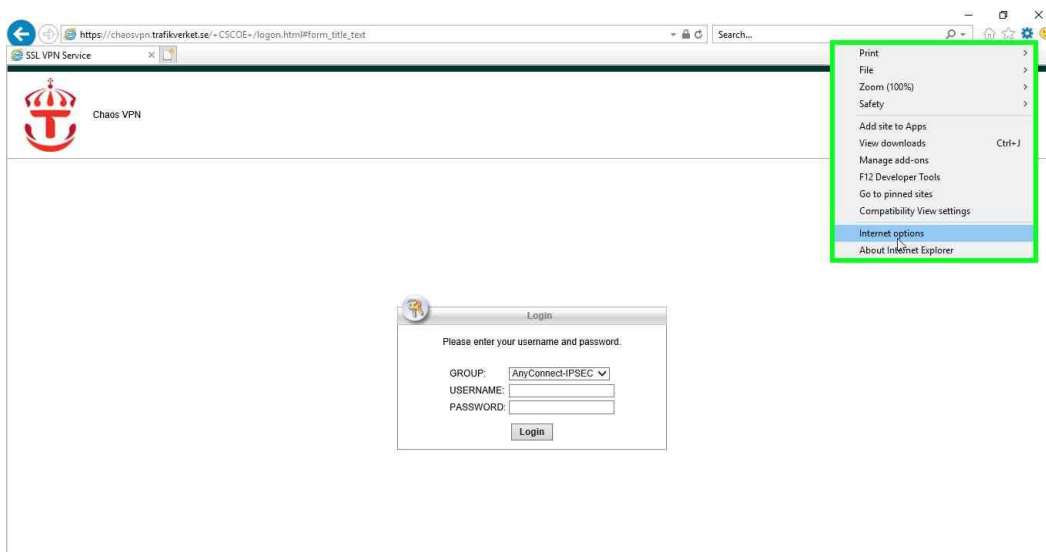 https://chaosvpn.trafikverket.se/+CSCOE+/logon.html#form_title_text
Search...
SSL VPN Service
Chaos VPN
Print
File
Zoom (100%)
Safety
Add site to Apps
View downloads Ctrl+J
Manage add-ons
F12 Developer Tools
Go to pinned sites
Compatibility View settings
Internet options
About Internet Explorer
Login
Please enter your username and password.
GROUP: AnyConnect-IPSEC
USERNAME:
PASSWORD:
Login